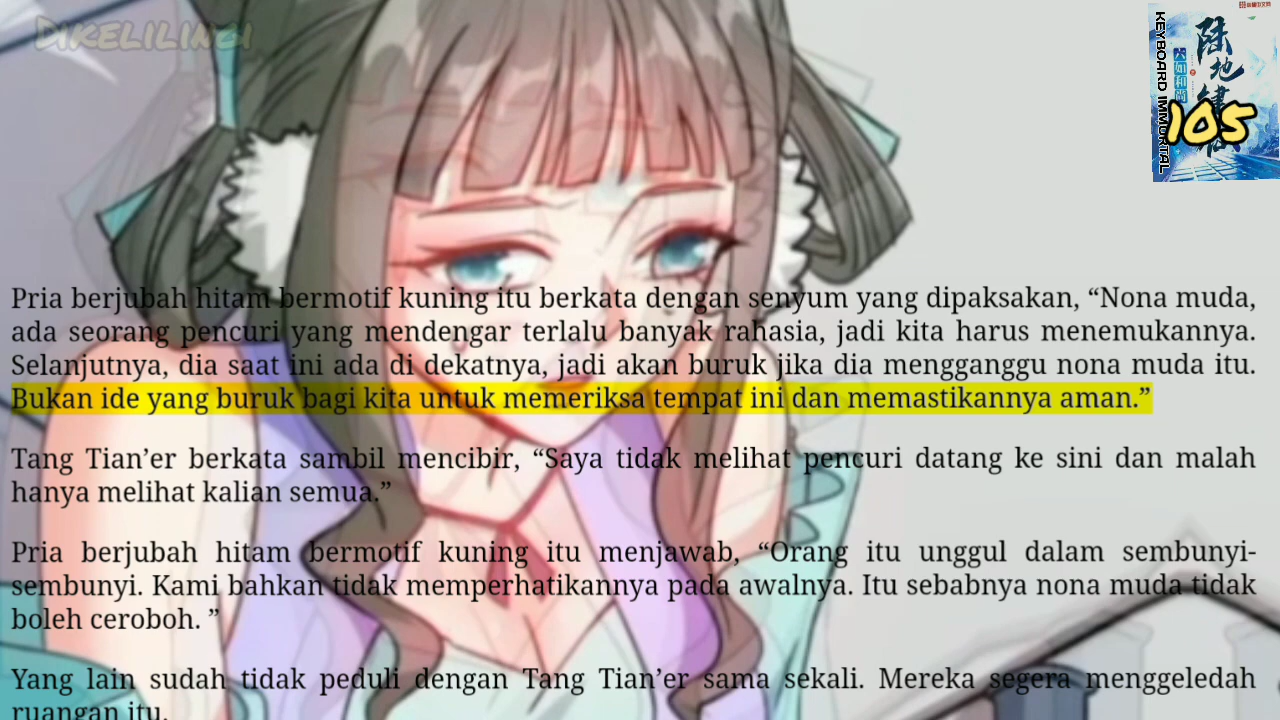 DIKELILINZI
KEYBOARD IMMORTAL
陆地键仙
105
Pria berjubah hitam bermotif kuning itu berkata dengan senyum yang dipaksakan, “Nona muda,
ada seorang pencuri yang mendengar terlalu banyak rahasia, jadi kita harus menemukannya.
Selanjutnya, dia saat ini ada di dekatnya, jadi akan buruk jika dia mengganggu nona muda itu.
Bukan ide yang buruk bagi kita untuk memeriksa tempat ini dan memastikannya aman.”
Tang Tian’er berkata sambil mencibir, “Saya tidak melihat pencuri datang ke sini dan malah
hanya melihat kalian semua.”
Pria berjubah hitam bermotif kuning itu menjawab, “Orang itu unggul dalam sembunyi-
sembunyi. Kami bahkan tidak memperhatikannya pada awalnya. Itu sebabnya nona muda tidak
boleh ceroboh. ”
Yang lain sudah tidak peduli dengan Tang Tian’er sama sekali. Mereka segera menggeledah
ruangan itu.